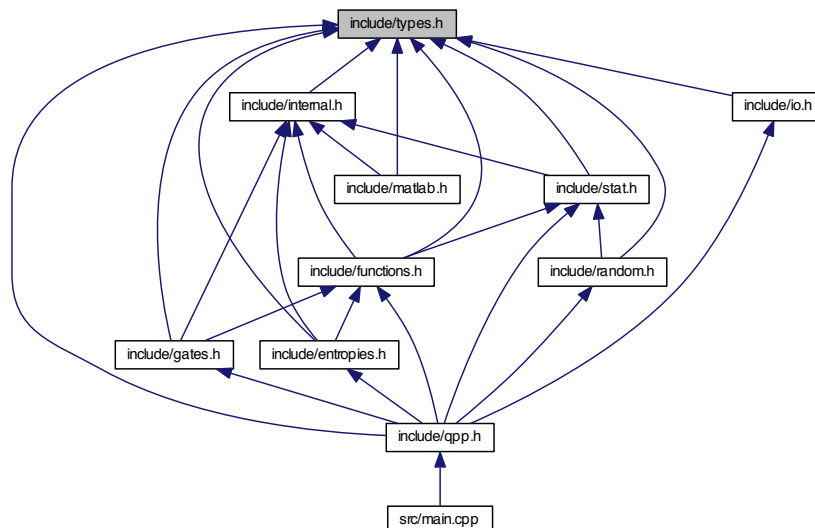 include/types.h
include/internal.h
include/io.h
include/matlab.h
include/stat.h
include/functions.h
include/random.h
include/gates.h
include/entropies.h
include/qpp.h
src/main.cpp